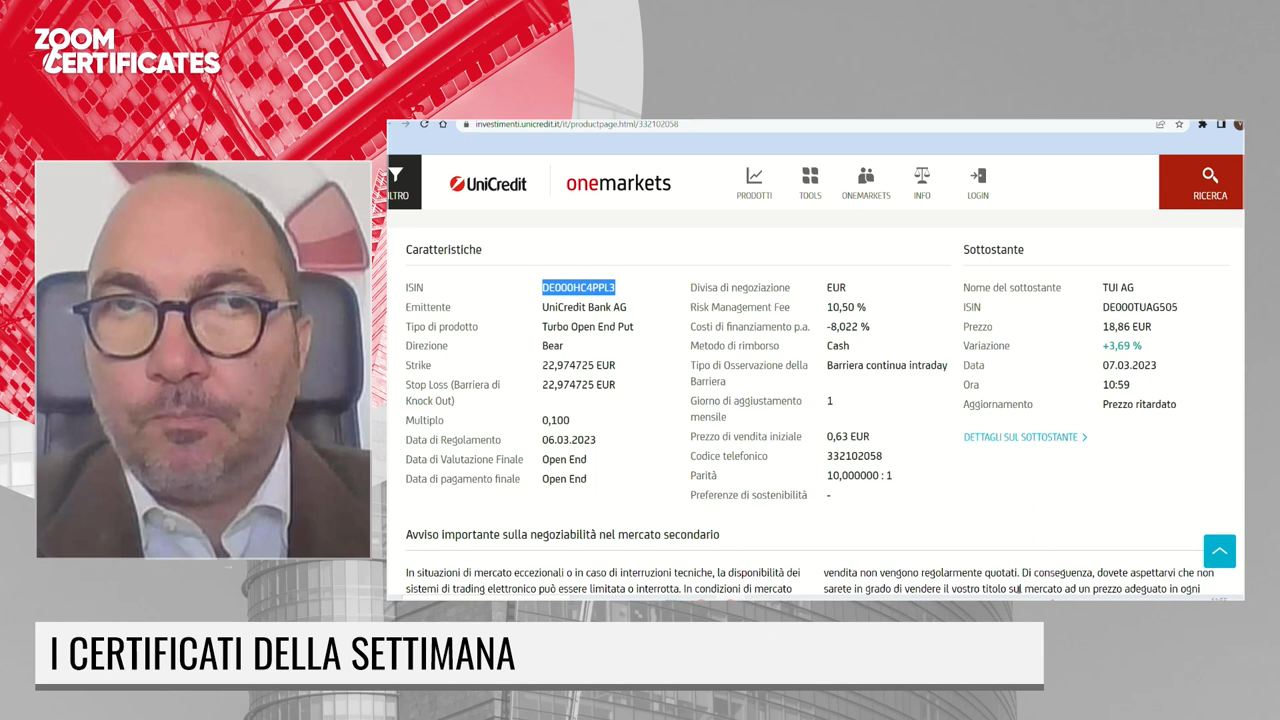 ZOOM
CERTIFICATES
investimenti.unicredit.it/it/productpage.html/332102058
LTRO
UniCredit
onemarkets
PRODOTTI
TOOLS
ONEMARKETS
INFO
LOGIN
RICERCA
Caratteristiche
ISIN DE000HC4PPL3
Emittente UniCredit Bank AG
Tipo di prodotto Turbo Open End Put
Direzione Bear
Strike 22,974725 EUR
Stop Loss (Barriera di 22,974725 EUR
Knock Out)
Multiplo 0,100
Data di Regolamento 06.03.2023
Data di Valutazione Finale Open End
Data di pagamento finale Open End
Divisa di negoziazione EUR
Risk Management Fee 10,50 %
Costi di finanziamento p.a. -8,022 %
Metodo di rimborso Cash
Tipo di Osservazione della Barriera continua intraday
Barriera
Giorno di aggiustamento 1
mensile
Prezzo di vendita iniziale 0,63 EUR
Codice telefonico 332102058
Parità 10,000000 : 1
Preferenze di sostenibilità -
Sottostante
Nome del sottostante TUI AG
ISIN DE000TUAG505
Prezzo 18,86 EUR
Variazione +3,69 %
Data 07.03.2023
Ora 10:59
Aggiornamento Prezzo ritardato
DETTAGLI SUL SOTTOSTANTE
Avviso importante sulla negoziabilità nel mercato secondario
In situazioni di mercato eccezionali o in caso di interruzioni tecniche, la disponibilità dei
sistemi di trading elettronico può essere limitata o interrotta. In condizioni di mercato
vendita non vengono regolarmente quotati. Di conseguenza, dovete aspettarvi che non
sarete in grado di vendere il vostro titolo sul mercato ad un prezzo adeguato in ogni
I CERTIFICATI DELLA SETTIMANA